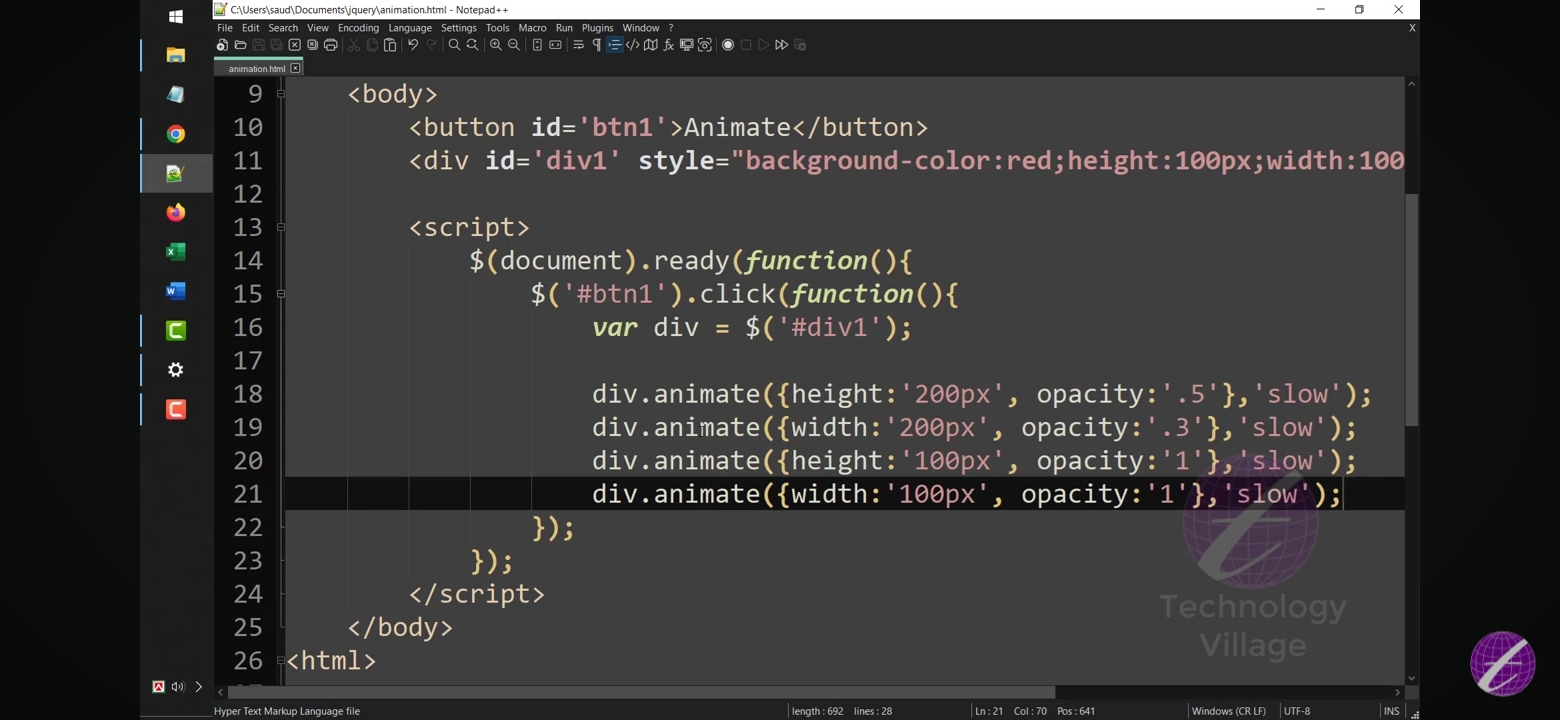 C:\Users\saud\Documents\jquery\animation.html - Notepad++
File Edit Search View Encoding Language Settings Tools Macro Run Plugins Window ? X
animation.html
9 <body>
10 <button id='btn1'>Animate</button>
11 <div id='div1' style="background-color:red;height:100px;width:100
12
13 <script>
14 $(document).ready(function(){
15 $('#btn1').click(function(){
16 var div = $('#div1');
17
18 div.animate({height:'200px', opacity:'.5'},'slow');
19 div.animate({width:'200px', opacity:'.3'},'slow');
20 div.animate({height:'100px', opacity:'1'},'slow');
21 div.animate({width:'100px', opacity:'1'},'slow');
22 });
23 });
24 </script>
25 </body>
26 <html>
Technology
Village
Hyper Text Markup Language file length : 692 lines : 28 Ln : 21 Col : 70 Pos : 641 Windows (CR LF) UTF-8 INS